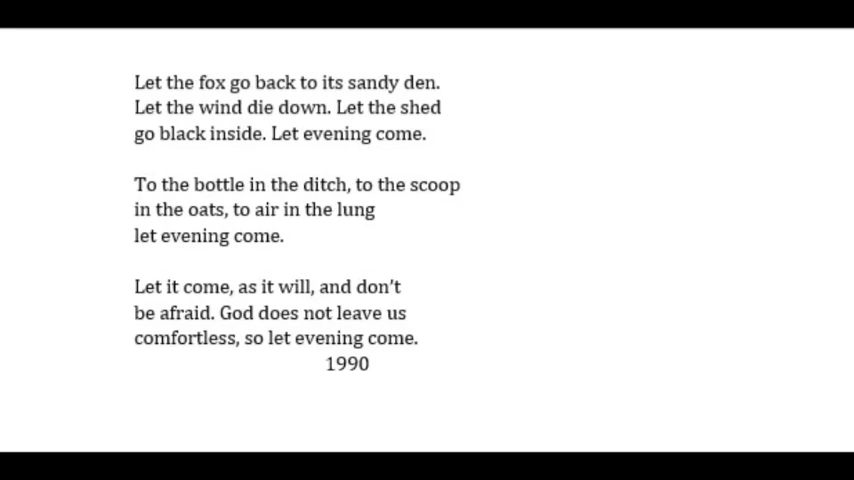 Let the fox go back to its sandy den.
Let the wind die down. Let the shed
go black inside. Let evening come.
To the bottle in the ditch, to the scoop
in the oats, to air in the lung
let evening come.
Let it come, as it will, and don’t
be afraid. God does not leave us
comfortless, so let evening come.
1990